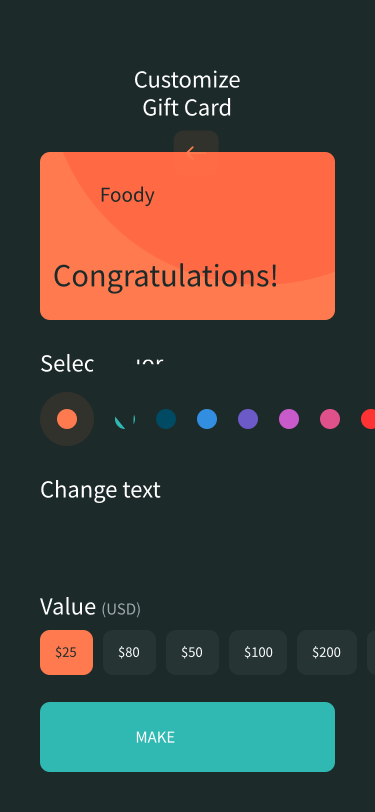 Customize
Gift Card
Foody
Congratulations!
Change text
Value (USD)
$25 $80 $50 $100 $200
MAKE